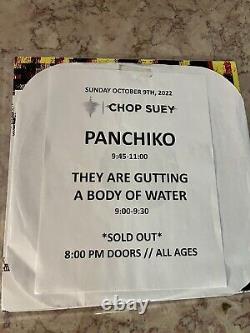 SUNDAY OCTOBER 9TH, 2022
CHOP SUEY
PANCHIKO
9:45-11:00
THEY ARE GUTTING
A BODY OF WATER
9:00-9:30
*SOLD OUT*
8:00 PM DOORS // ALL AGES
ebay